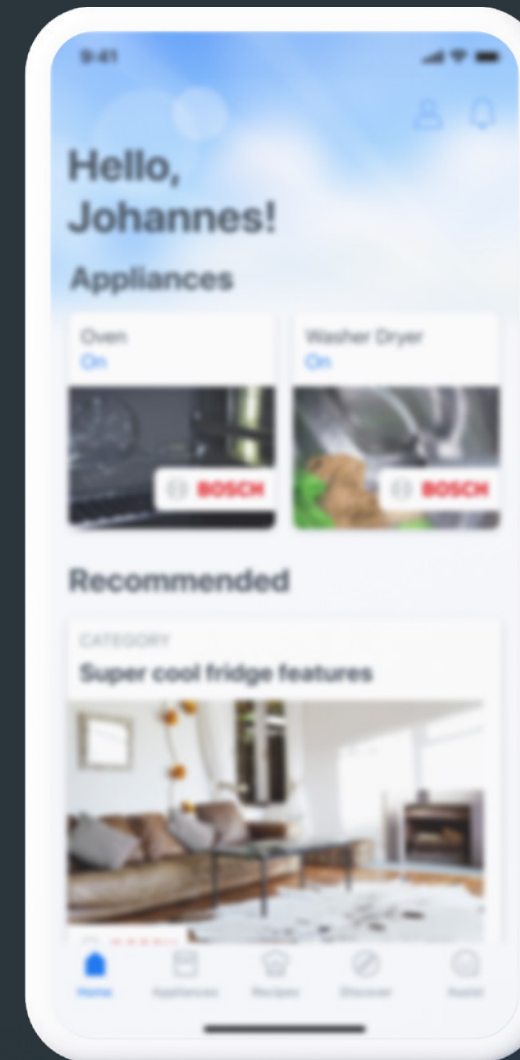 9:41
Hello,
Johannes!
Appliances
Oven
On
Washer Dryer
On
BOSCH
BOSCH
Recommended
CATEGORY
Super cool fridge features
Home
Appliances
Recipes
Discover
Assist